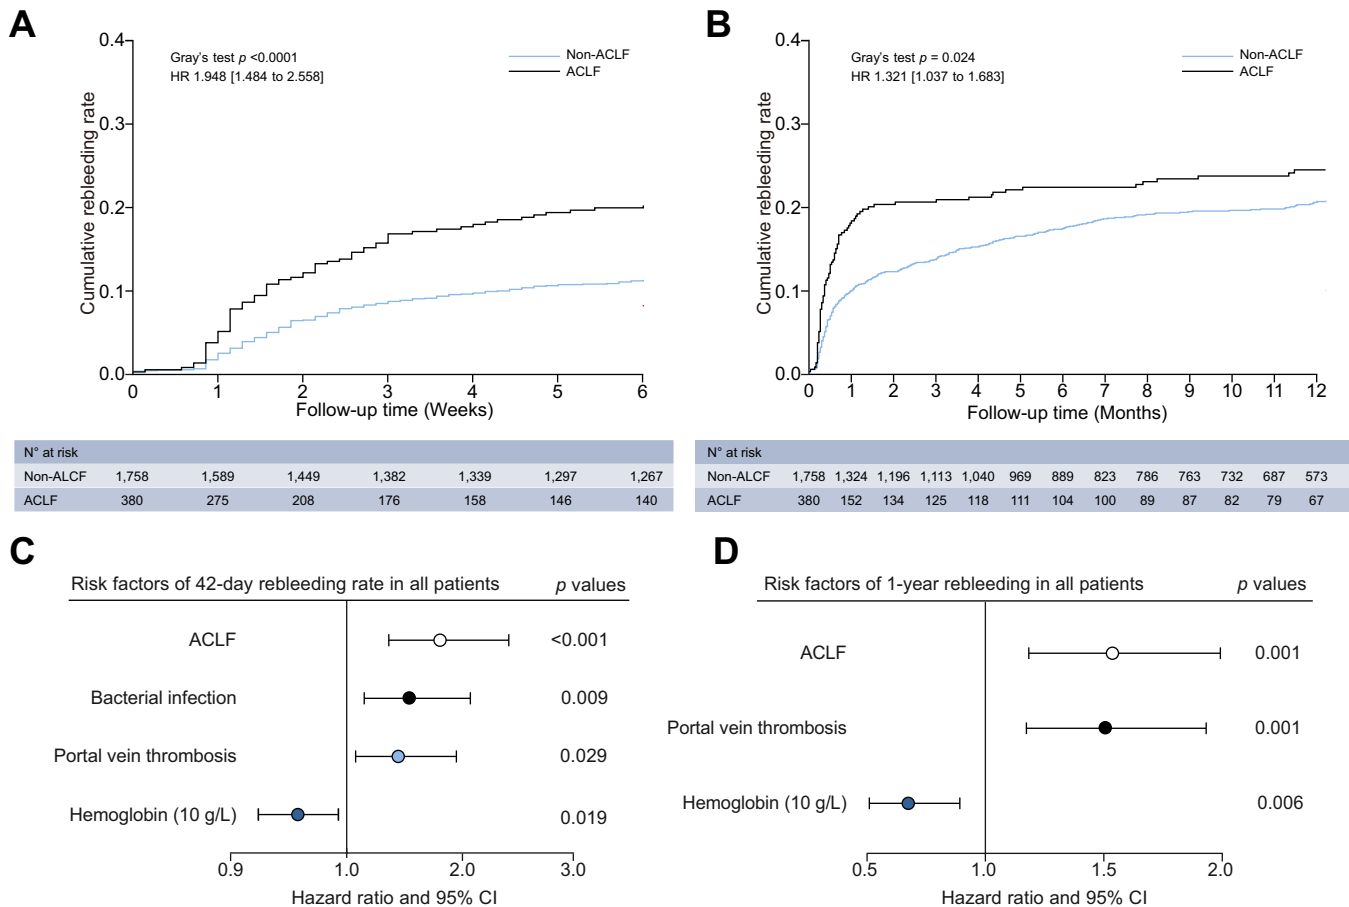 A
0.4
0.3
0.2
0.1
0.0
Cumulative rebleeding rate
Gray's test p <0.0001
HR 1.948 [1.484 to 2.558]
Non-ACLF
ACLF
0 1 2 3 4 5 6
Follow-up time (Weeks)
N° at risk
Non-ALCF 1,758 1,589 1,449 1,382 1,339 1,297 1,267
ACLF 380 275 208 176 158 146 140
B
0.4
0.3
0.2
0.1
0.0
Cumulative rebleeding rate
Gray's test p = 0.024
HR 1.321 [1.037 to 1.683]
Non-ACLF
ACLF
0 1 2 3 4 5 6 7 8 9 10 11 12
Follow-up time (Months)
N° at risk
Non-ALCF 1,758 1,324 1,196 1,113 1,040 969 889 823 786 763 732 687 573
ACLF 380 152 134 125 118 111 104 100 89 87 82 79 67
C
Risk factors of 42-day rebleeding rate in all patients p values
ACLF <0.001
Bacterial infection 0.009
Portal vein thrombosis 0.029
Hemoglobin (10 g/L) 0.019
0.9 1.0 2.0 3.0
Hazard ratio and 95% CI
D
Risk factors of 1-year rebleeding in all patients p values
ACLF 0.001
Portal vein thrombosis 0.001
Hemoglobin (10 g/L) 0.006
0.5 1.0 1.5 2.0
Hazard ratio and 95% CI